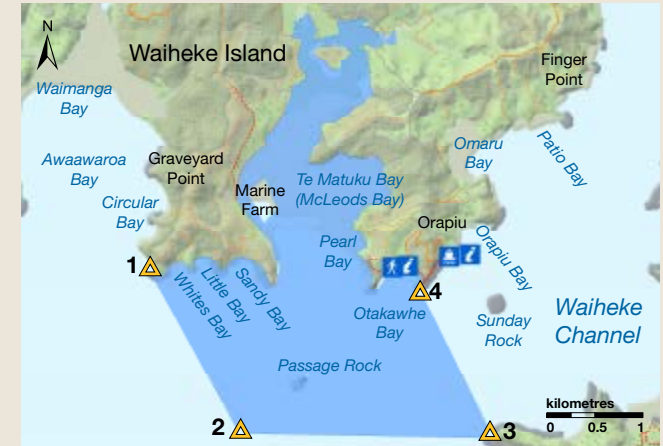 N
Waiheke Island
Finger
Point
Waimanga
Bay
Omaru
Bay
Patio Bay
Awaawaroa
Bay
Graveyard
Point
Te Matuku Bay
(McLeods Bay)
Marine
Farm
Circular
Bay
Orapiu
Pearl
Bay
Orapiu Bay
1
4
Whites Bay
Little Bay
Sandy Bay
Otakawhe
Bay
Sunday
Rock
Waiheke
Channel
Passage Rock
kilometres
0 0.5 1
2
3